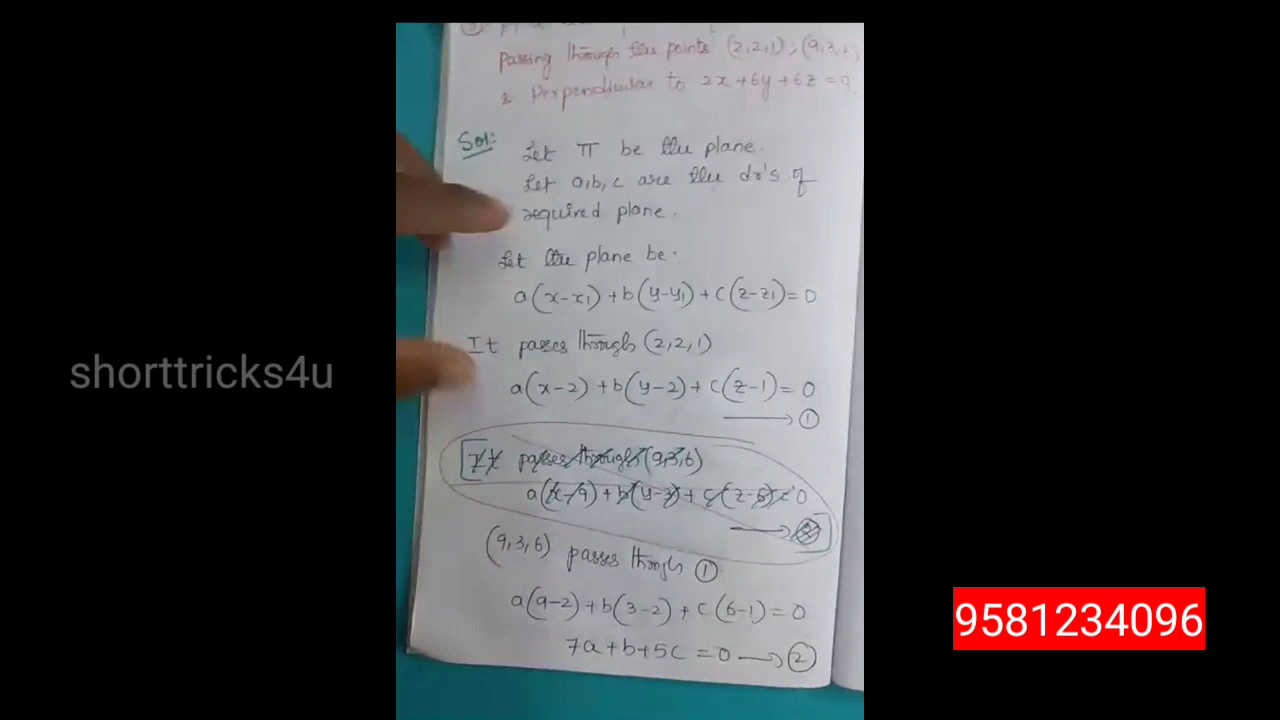 Passing through the points (2,2,1); (9,3,6)
& Perpendicular to 2x+6y+6z=9
Sol:
Let π be the plane.
Let a,b,c are the dr's of
required plane.
Let the plane be:
a(x-x₁)+b(y-y₁)+c(z-z₁)=0
It passes through (2,2,1)
a(x-2)+b(y-2)+c(z-1)=0
→ ①
[It passes through (9,3,6)
a(x-9)+b(y-3)+c(z-6)=0
→ ②]
(9,3,6) passes through ①
a(9-2)+b(3-2)+c(6-1)=0
7a+b+5c=0 → ②
shorttricks4u
9581234096